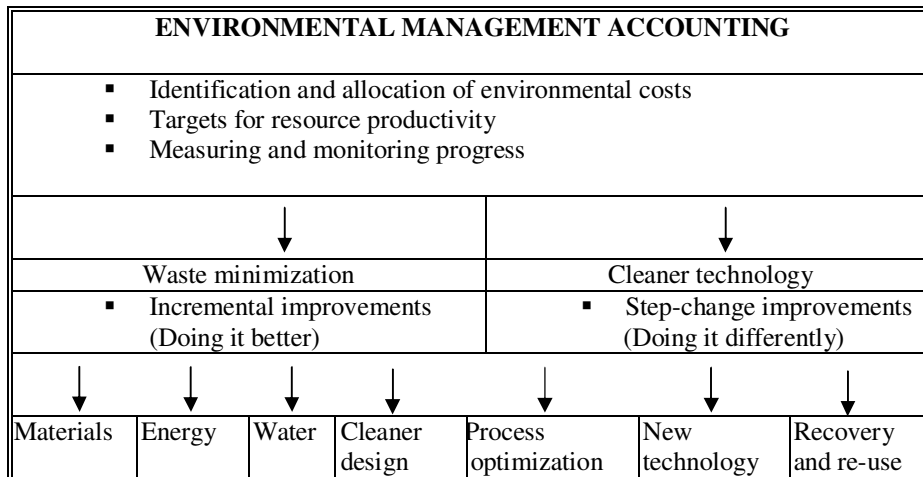 ENVIRONMENTAL MANAGEMENT ACCOUNTING
▪ Identification and allocation of environmental costs
▪ Targets for resource productivity
▪ Measuring and monitoring progress
Waste minimization
Cleaner technology
▪ Incremental improvements
(Doing it better)
▪ Step-change improvements
(Doing it differently)
Materials
Energy
Water
Cleaner
design
Process
optimization
New
technology
Recovery
and re-use